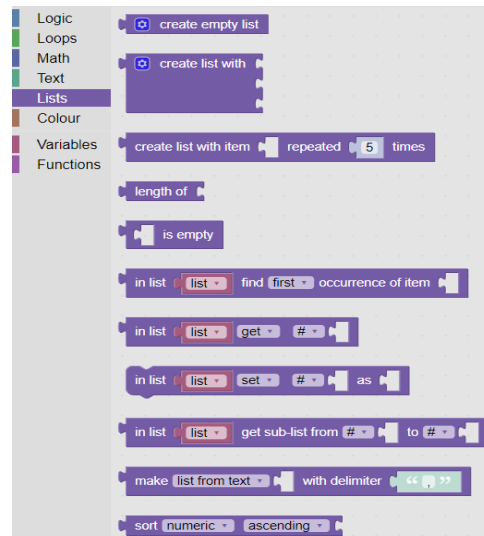 Logic
Loops
Math
Text
Lists
Colour
Variables
Functions
create empty list
create list with
create list with item repeated 5 times
length of
is empty
in list list find first occurrence of item
in list list get #
in list list set # as
in list list get sub-list from # to #
make list from text with delimiter “ , ”
sort numeric ascending